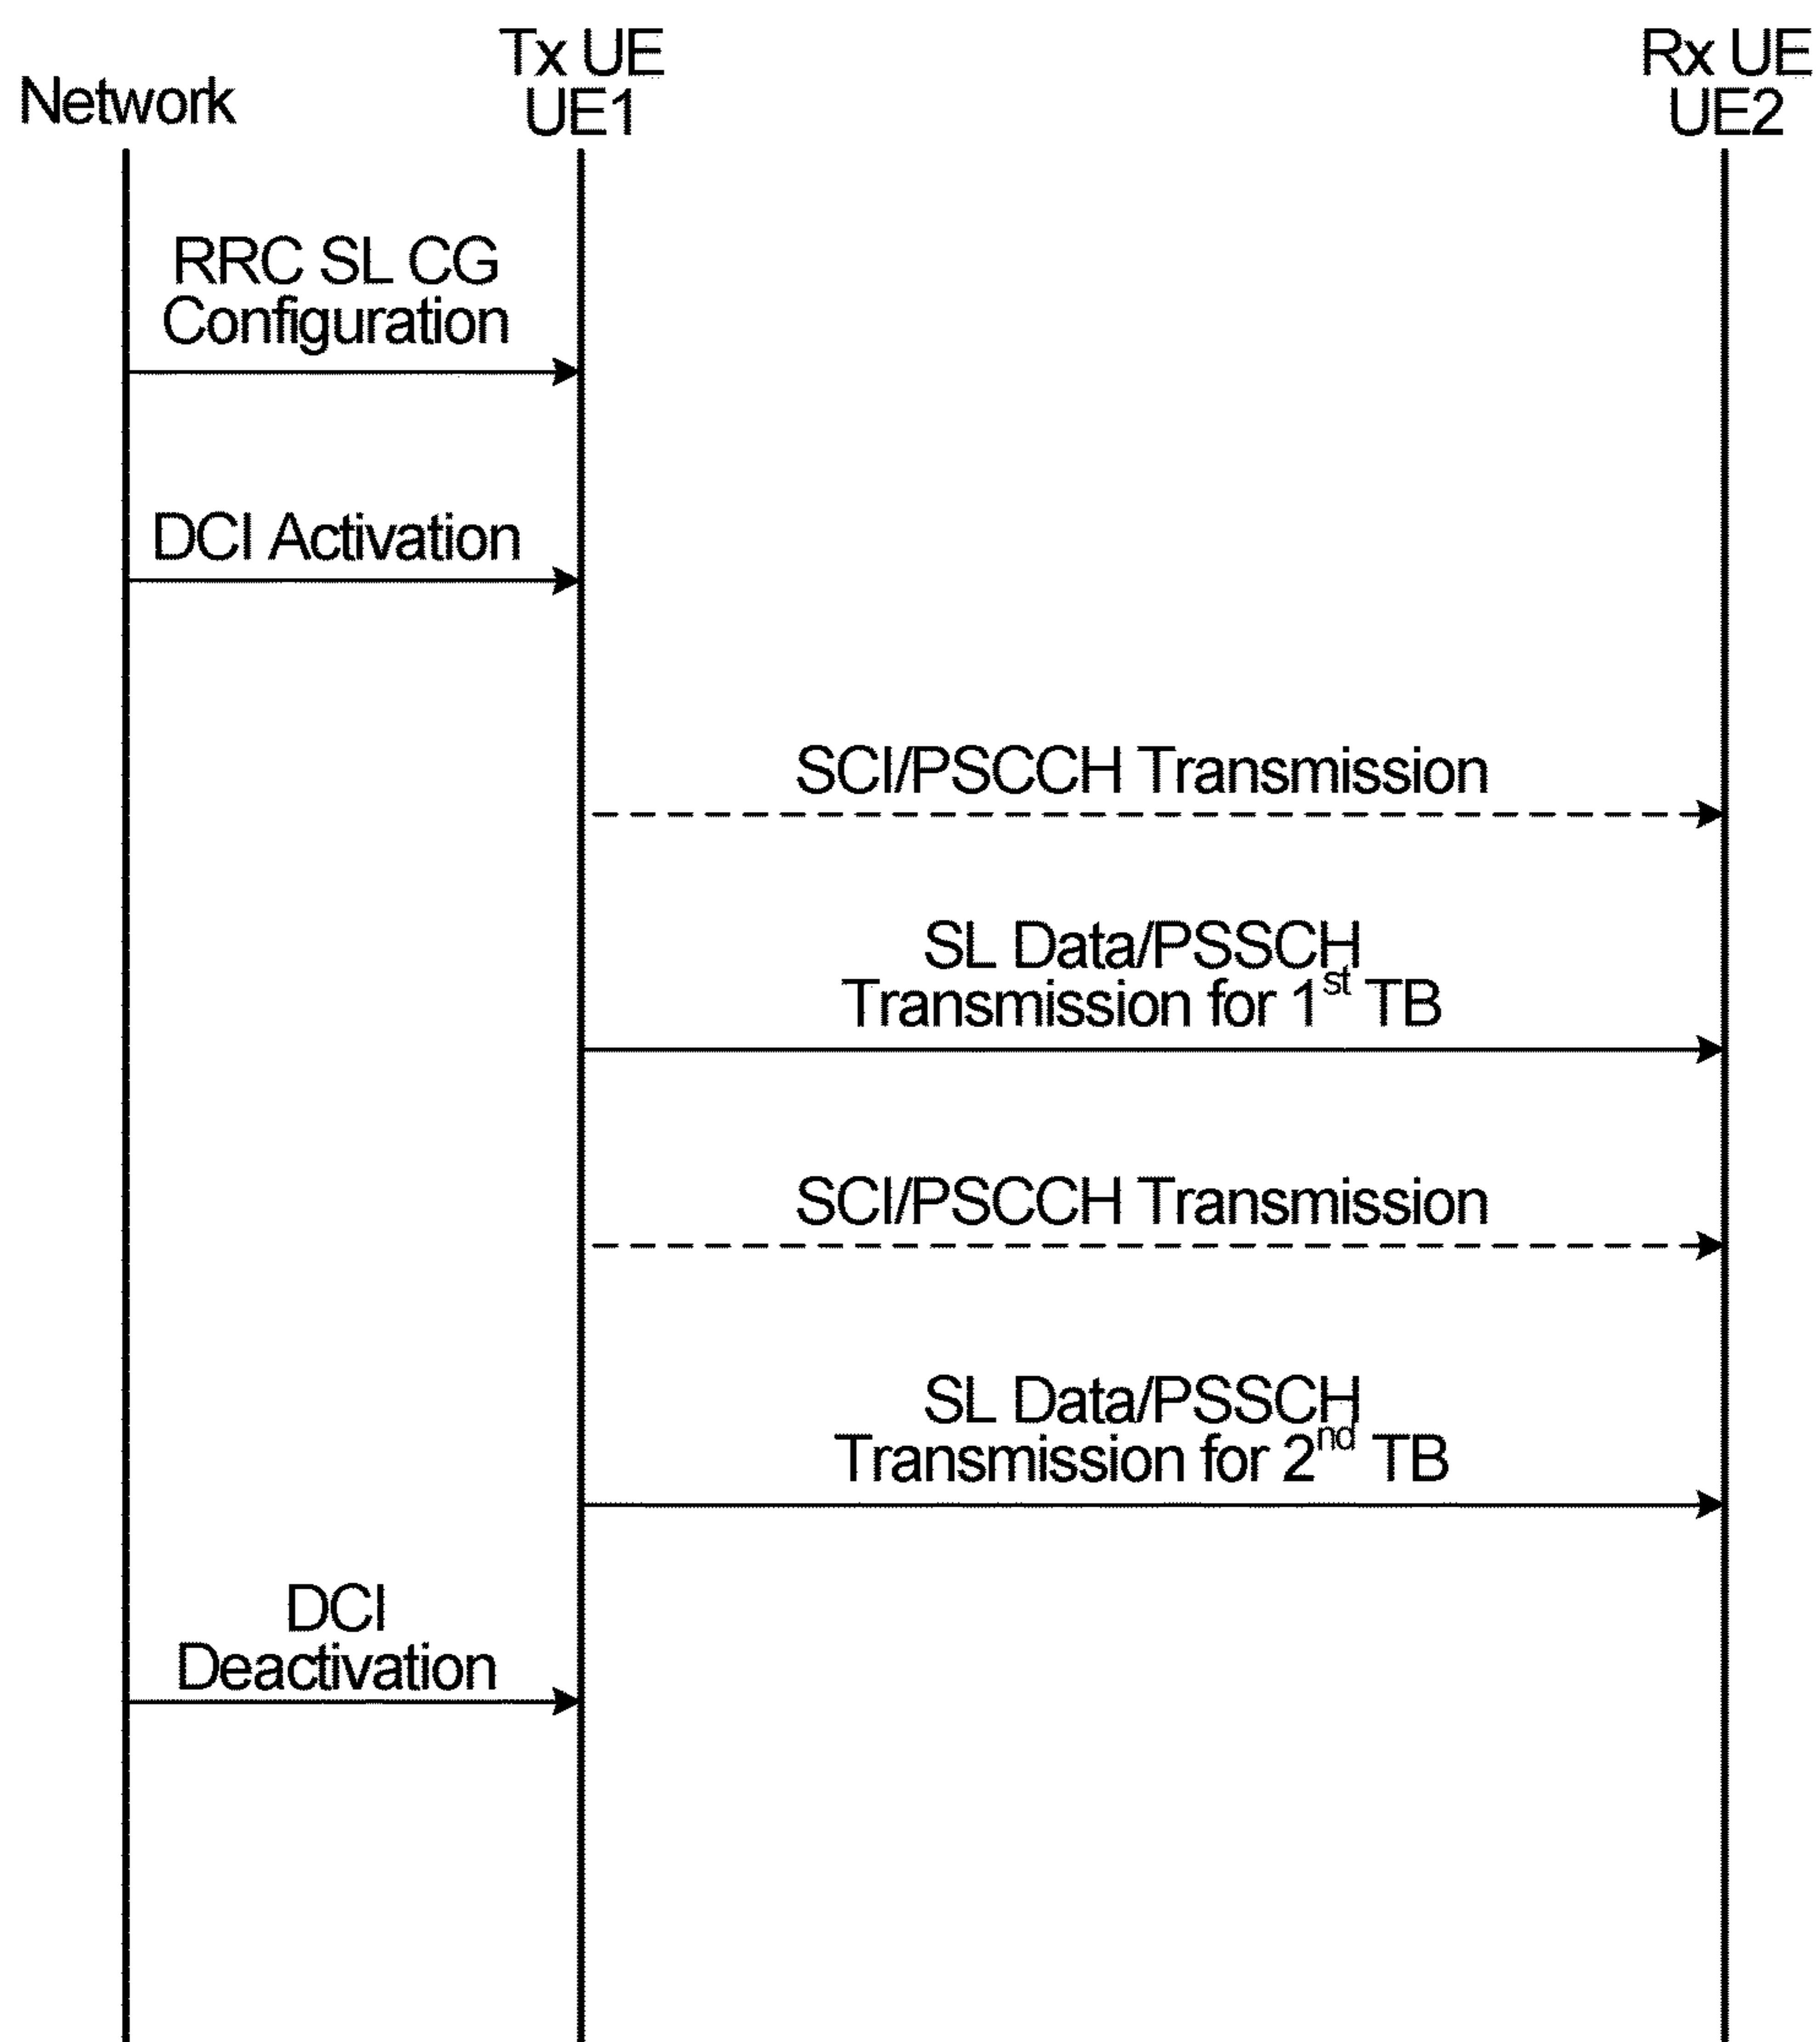 Network
Tx UE
UE1
Rx UE
UE2
RRC SL CG
Configuration
DCI Activation
SCI/PSCCH Transmission
SL Data/PSSCH
Transmission for 1st TB
SCI/PSCCH Transmission
SL Data/PSSCH
Transmission for 2nd TB
DCI
Deactivation